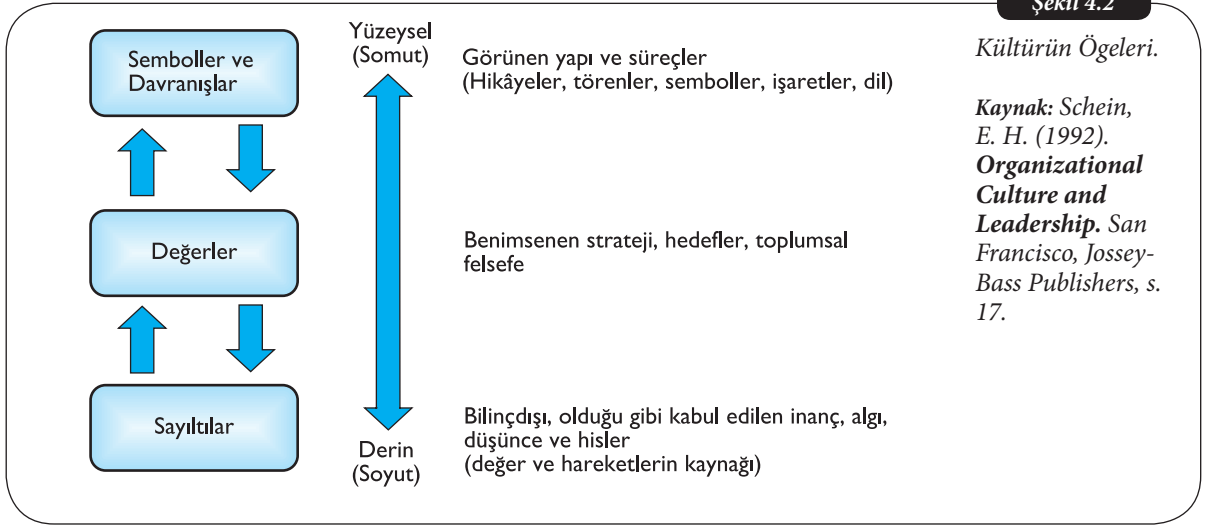 Şekil 4.2
Kültürün Ögeleri.
Kaynak: Schein,
E. H. (1992).
Organizational
Culture and
Leadership. San
Francisco, Jossey-
Bass Publishers, s.
17.
Semboller ve
Davranışlar
Yüzeysel
(Somut)
Görünen yapı ve süreçler
(Hikâyeler, törenler, semboller, işaretler, dil)
Değerler
Benimsenen strateji, hedefler, toplumsal
felsefe
Sayıltılar
Derin
(Soyut)
Bilinçdışı, olduğu gibi kabul edilen inanç, algı,
düşünce ve hisler
(değer ve hareketlerin kaynağı)